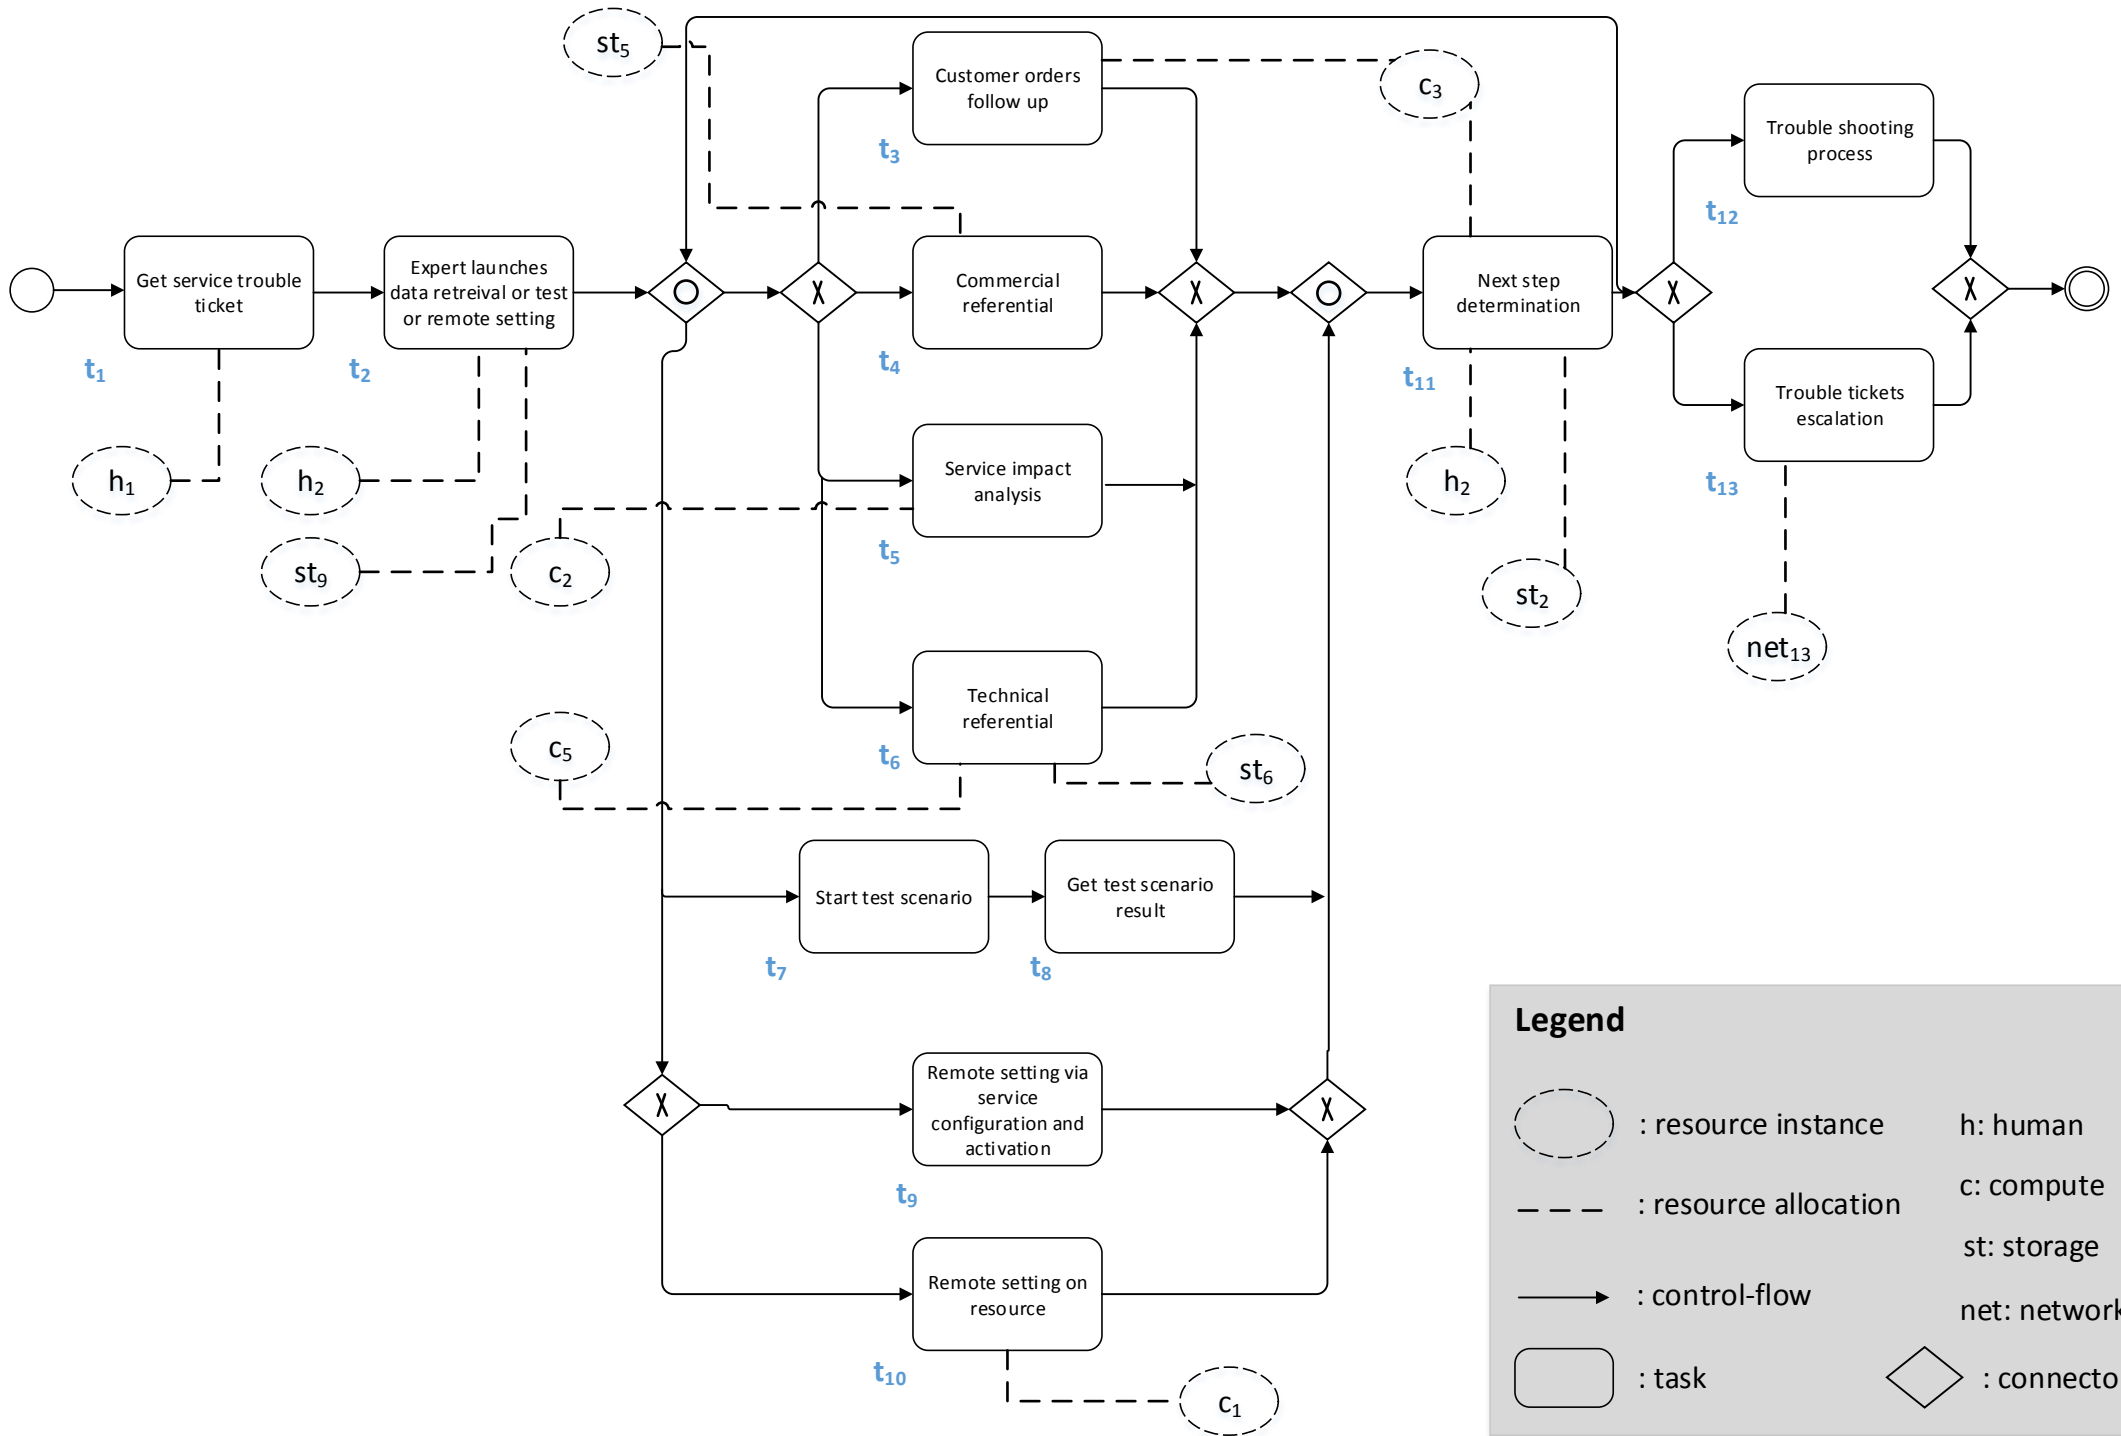 st5
Customer orders
follow up
c3
t3
Trouble shooting
process
t12
Get service trouble
ticket
t1
Expert launches
data retreival or test
or remote setting
t2
X
Commercial
referential
t4
X
Next step
determination
t11
X
X
h1
h2
st9
c2
Service impact
analysis
t5
h2
st2
Trouble tickets
escalation
t13
net13
Technical
referential
t6
c5
st6
Start test scenario
t7
Get test scenario
result
t8
X
Remote setting via
service
configuration and
activation
t9
X
Remote setting on
resource
t10
c1
Legend
: resource instance
h: human
: resource allocation
c: compute
st: storage
: control-flow
net: network
: task
: connecto